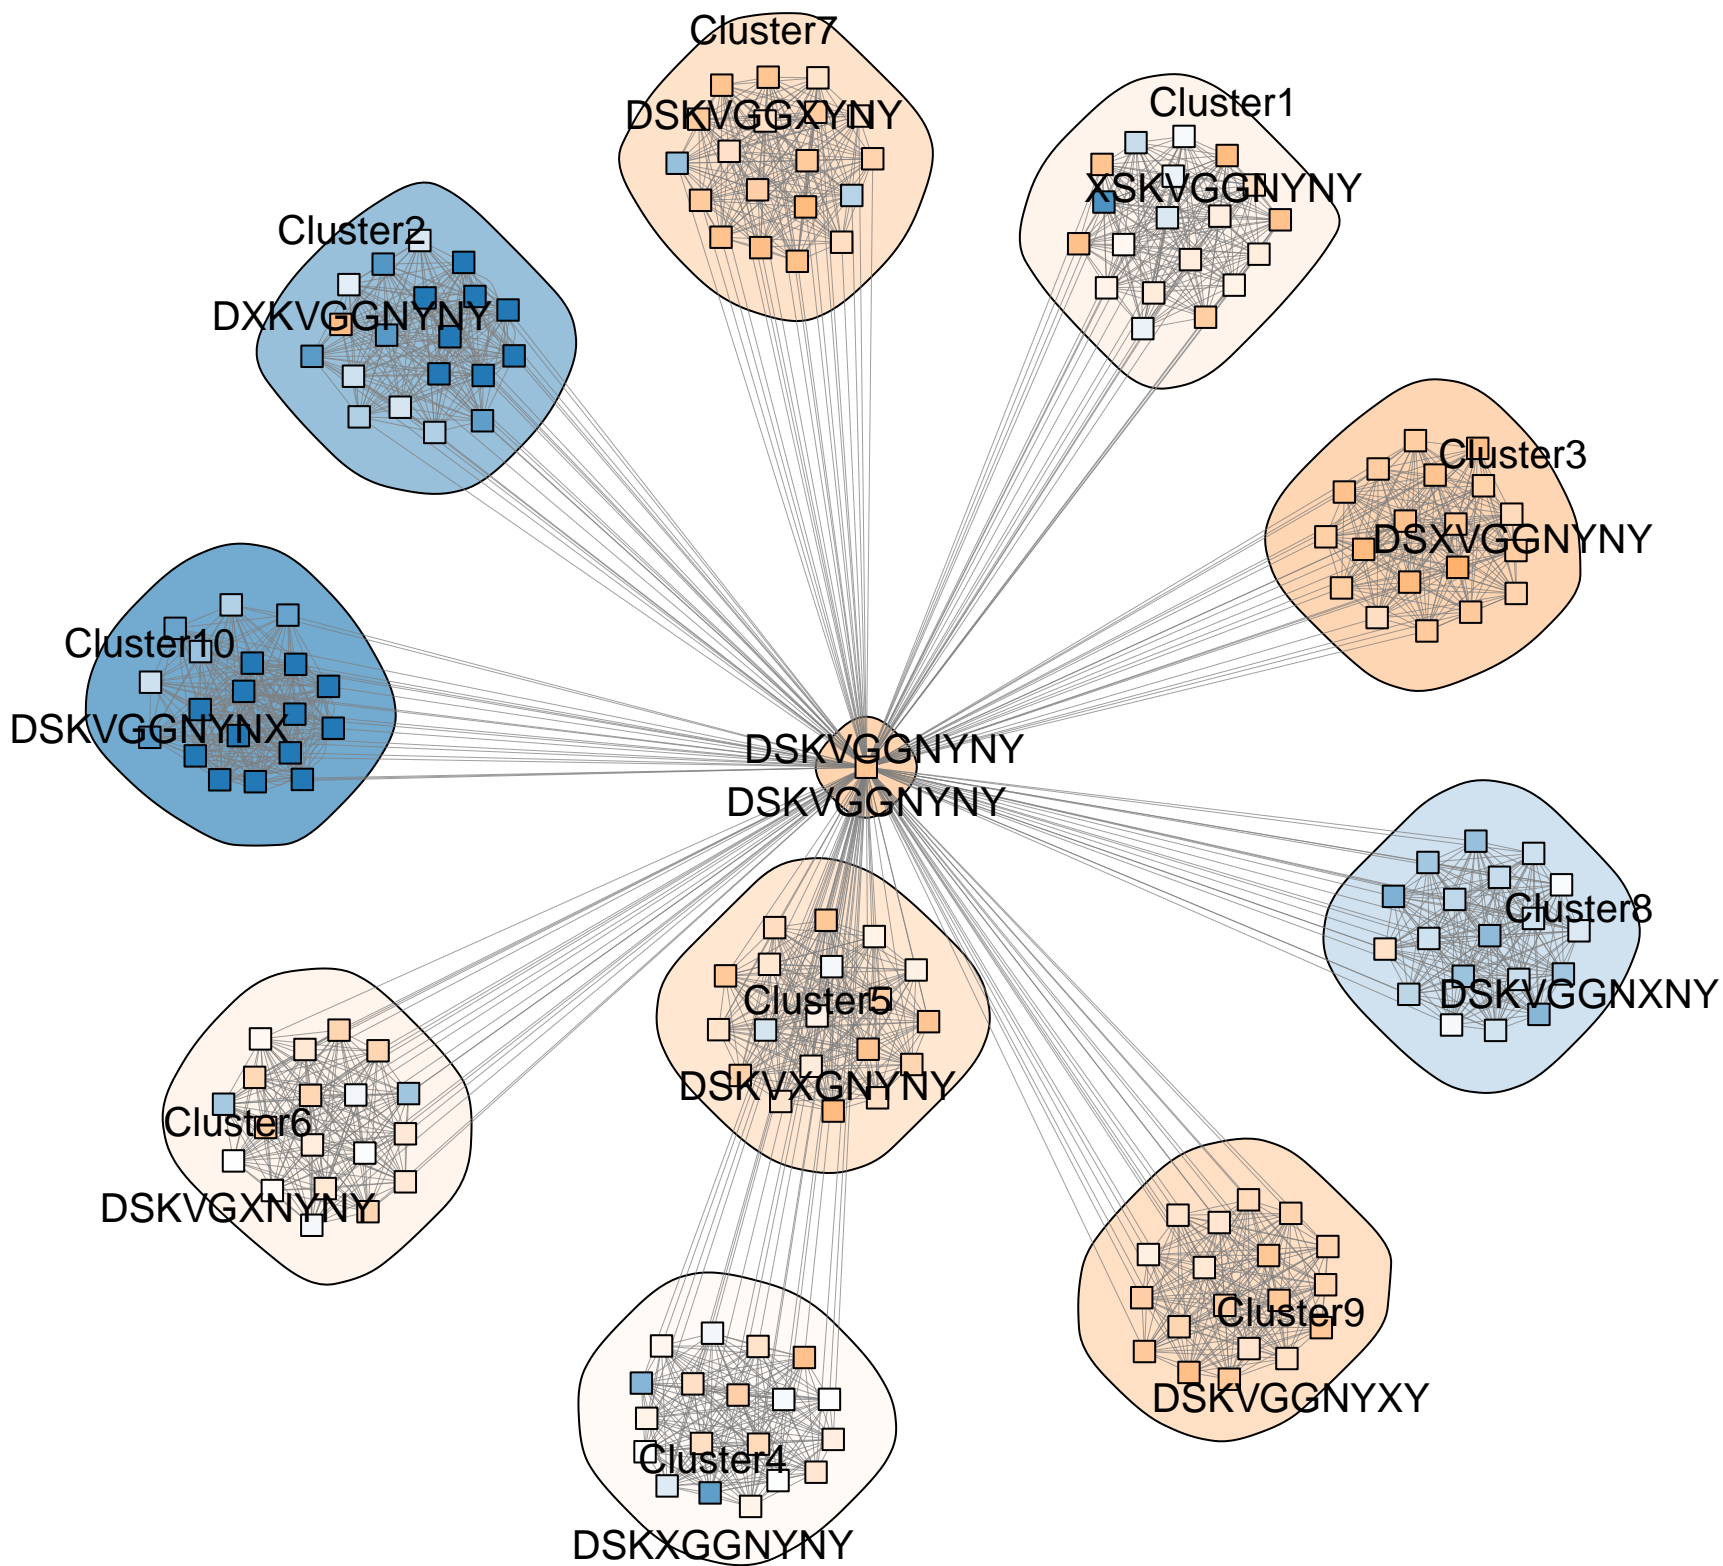 Cluster7
DSKVGGXYNY
Cluster1
XSKVGGNYNY
Cluster2
DXKVGGNYNY
Cluster3
DSXVGGNYNY
Cluster10
DSKVGGNYNX
DSKVGGNYNY
DSKVGGNYNY
Cluster8
DSKVGGNXNY
Cluster5
DSKVXGNYNY
Cluster6
DSKVGXNYNY
Cluster9
DSKVGGNYXY
Cluster4
DSKXGGNYNY